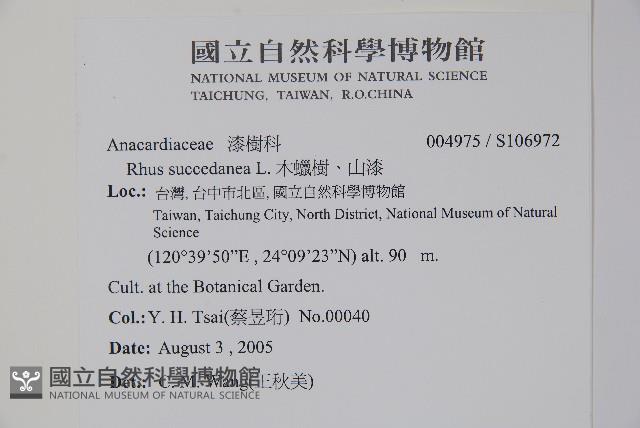 國立自然科學博物館
NATIONAL MUSEUM OF NATURAL SCIENCE
TAICHUNG, TAIWAN, R.O.CHINA
Anacardiaceae 漆樹科 004975 / S106972
Rhus succedanea L. 木蠟樹、山漆
Loc.: 台灣, 台中市北區, 國立自然科學博物館
Taiwan, Taichung City, North District, National Museum of Natural
Science
(120°39'50”E , 24°09'23”N) alt. 90 m.
Cult. at the Botanical Garden.
Col.: Y. H. Tsai(蔡昱珩) No.00040
Date: August 3 , 2005
Det.: C. M. Wang(王秋美)
國立自然科學博物館
NATIONAL MUSEUM OF NATURAL SCIENCE